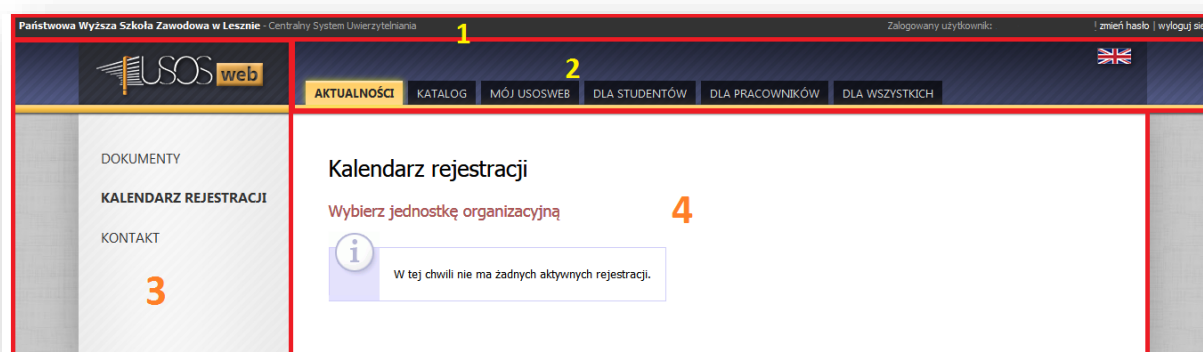 Państwowa Wyższa Szkoła Zawodowa w Lesznie - Centralny System Uwierzytelniania
1
Zalogowany użytkownik:
! zmień hasło | wyloguj się
USOS web
2
AKTUALNOŚCI KATALOG MÓJ USOSWEB DLA STUDENTÓW DLA PRACOWNIKÓW DLA WSZYSTKICH
DOKUMENTY
KALENDARZ REJESTRACJI
KONTAKT
3
Kalendarz rejestracji
Wybierz jednostkę organizacyjną
4
i
W tej chwili nie ma żadnych aktywnych rejestracji.